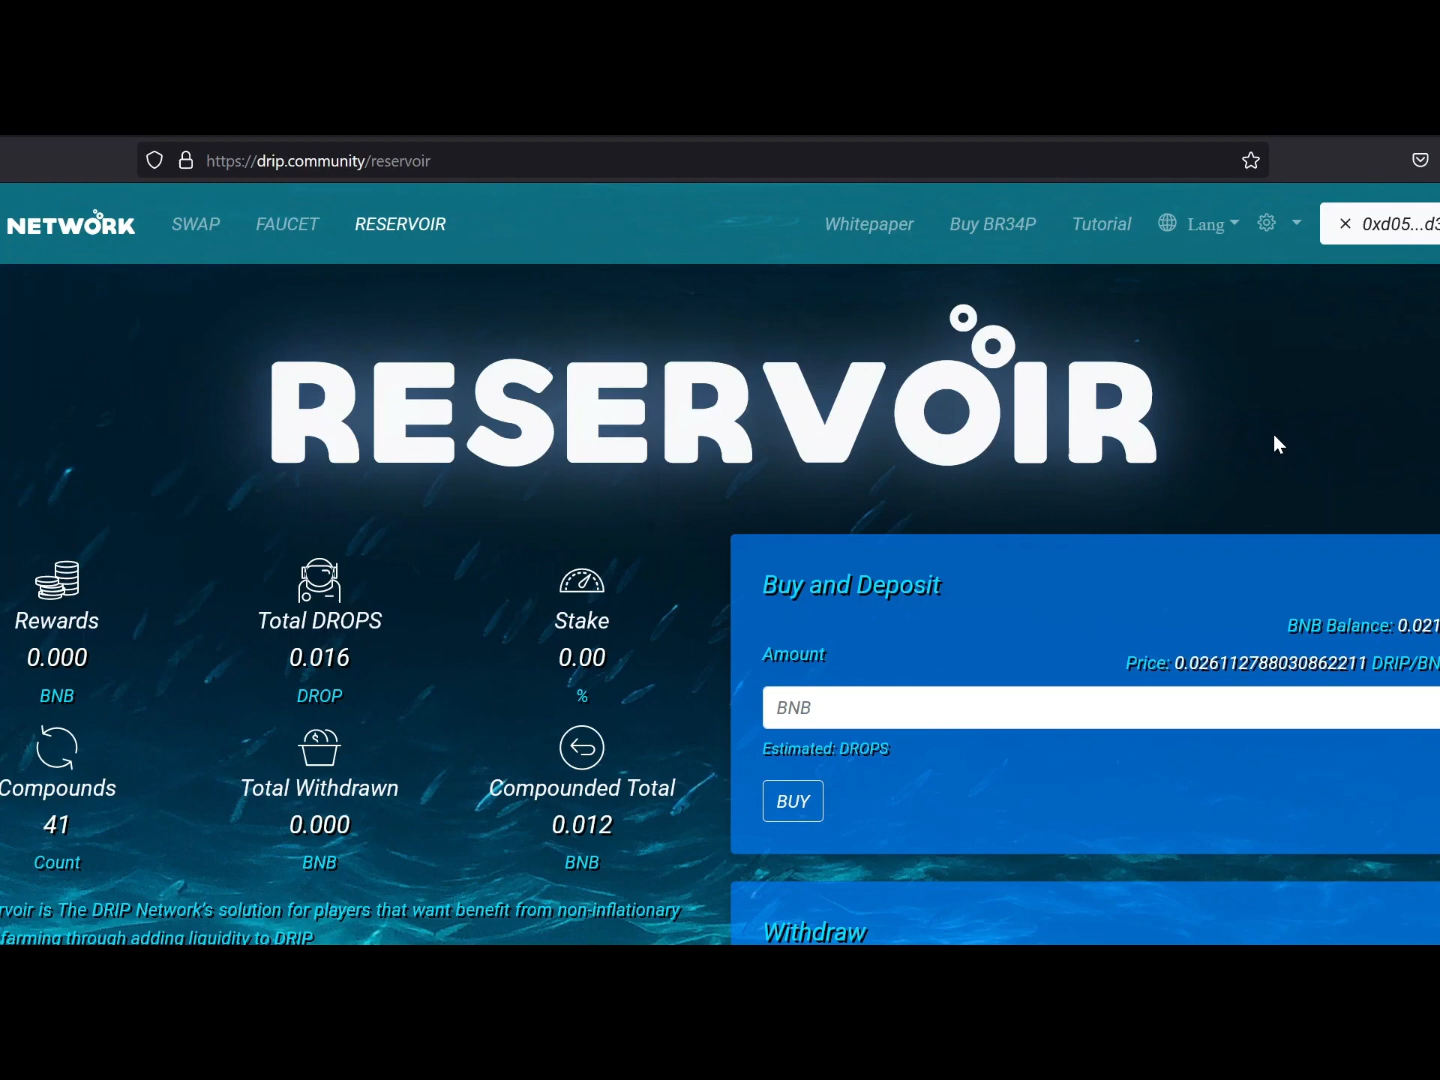 https://drip.community/reservoir
NETWORK SWAP FAUCET RESERVOIR Whitepaper Buy BR34P Tutorial Lang 0xd05...d3
RESERVOIR
Rewards Total DROPS Stake
0.000 0.016 0.00
BNB DROP %
Compounds Total Withdrawn Compounded Total
41 0.000 0.012
Count BNB BNB
rvoir is The DRIP Network's solution for players that want benefit from non-inflationary
farming through adding liquidity to DRIP
Buy and Deposit
BNB Balance: 0.021
Amount Price: 0.026112788030862211 DRIP/BN
BNB
Estimated: DROPS
BUY
Withdraw